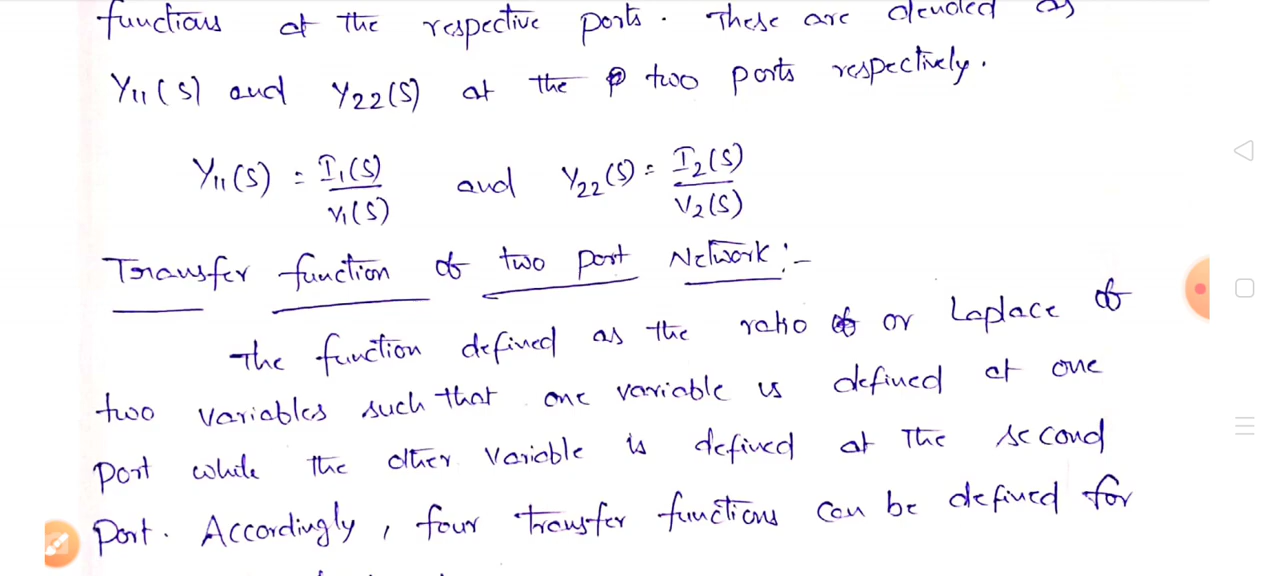 functions at the respective ports. These are denoted as
Y11(s) and Y22(s) at the two ports respectively.
Y11(s) = I1(s)/V1(s) and Y22(s) = I2(s)/V2(s)
Transfer function of two port Network :-
The function defined as the ratio of or Laplace of
two variables such that one variable is defined at one
port while the other variable is defined at the second
port. Accordingly, four transfer functions can be defined for